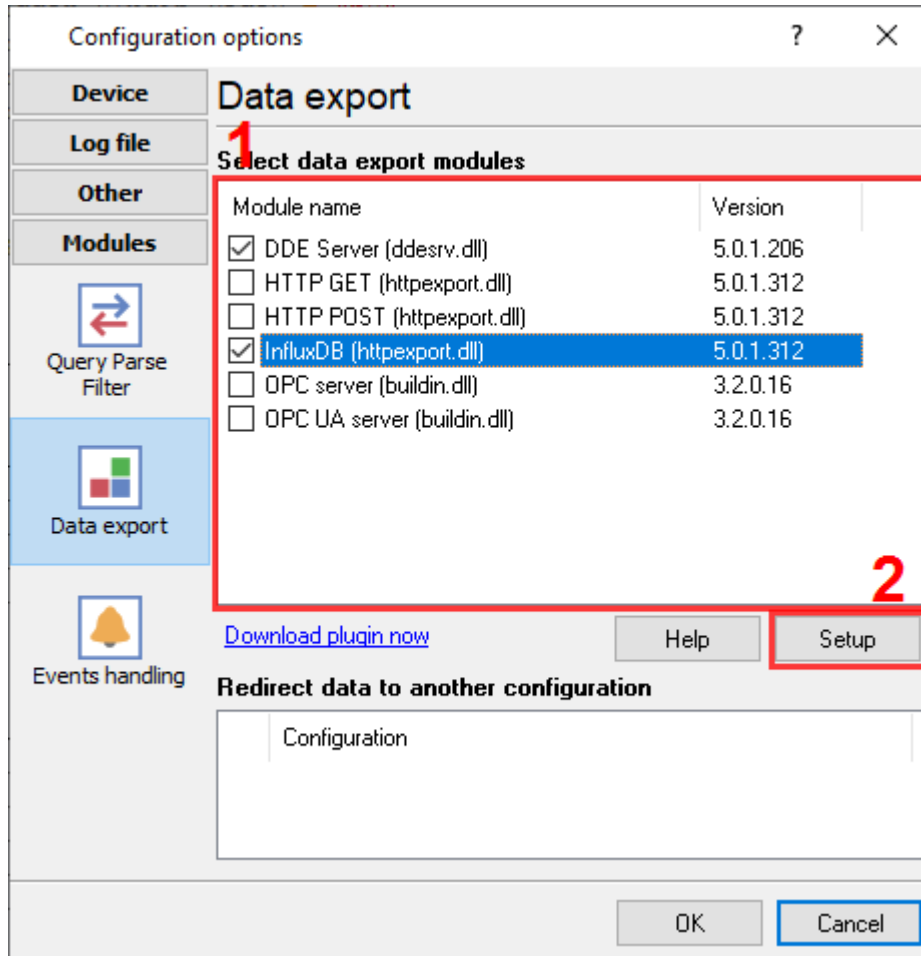 Configuration options
?
Device
Log file
Other
Modules
Query Parse
Filter
Data export
Events handling
Data export
1
Select data export modules
Module name Version
DDE Server (ddesrv.dll) 5.0.1.206
HTTP GET (httpexport.dll) 5.0.1.312
HTTP POST (httpexport.dll) 5.0.1.312
InfluxDB (httpexport.dll) 5.0.1.312
OPC server (buildin.dll) 3.2.0.16
OPC UA server (buildin.dll) 3.2.0.16
2
Download plugin now Help Setup
Redirect data to another configuration
Configuration
OK Cancel